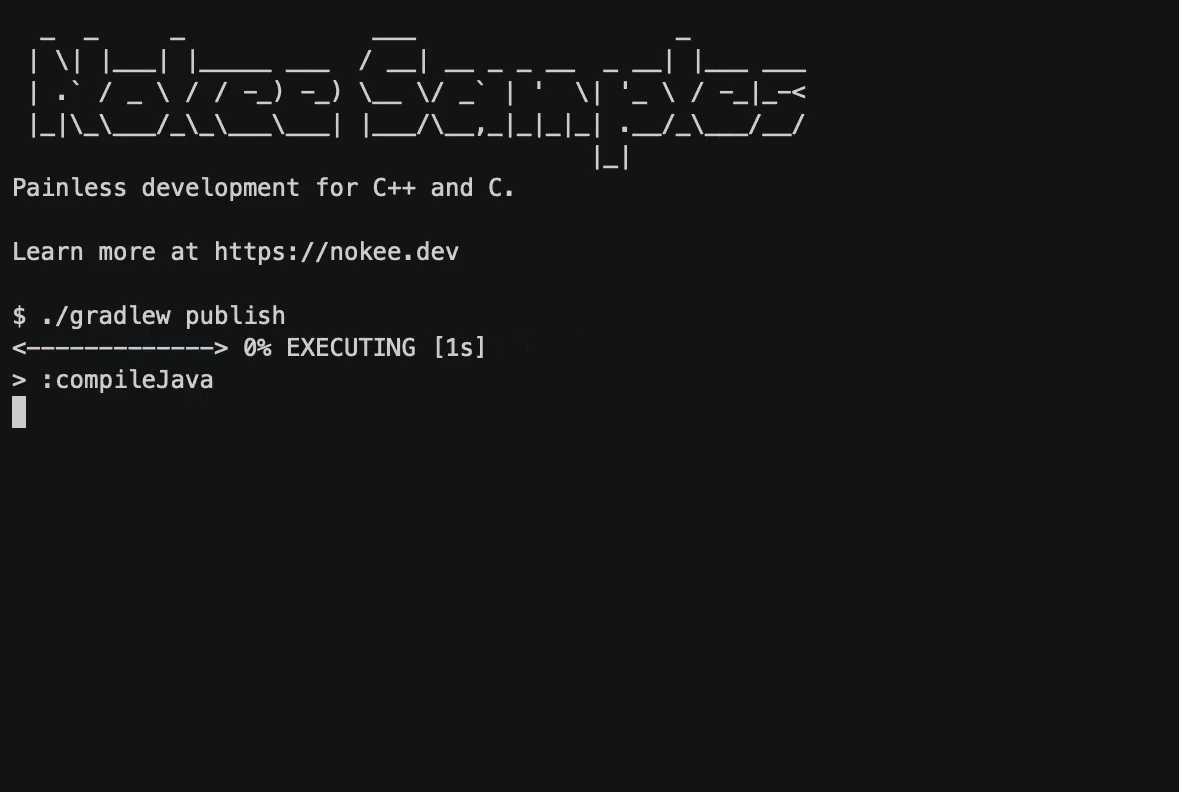 Nokee Samples
Painless development for C++ and C.
Learn more at https://nokee.dev
$ ./gradlew publish
<-------------> 0% EXECUTING [1s]
> :compileJava